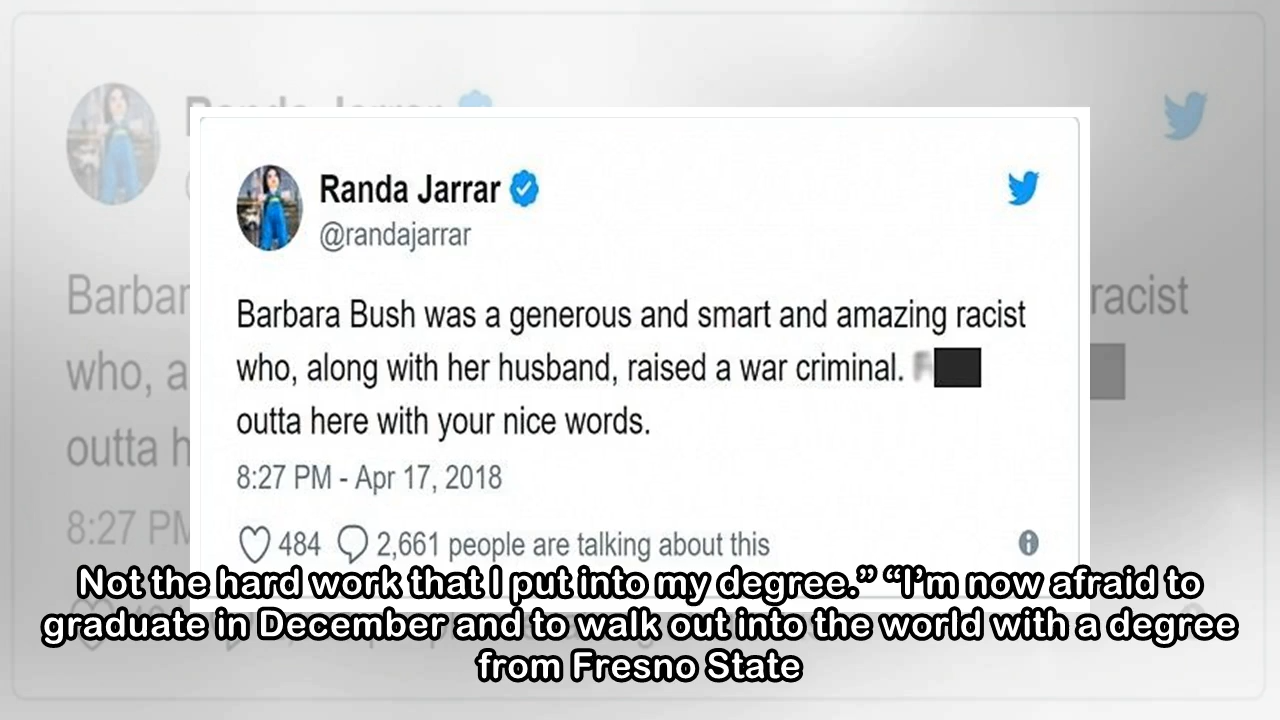 Randa Jarrar
@randajarrar
Barbara Bush was a generous and smart and amazing racist
who, along with her husband, raised a war criminal. F
outta here with your nice words.
8:27 PM - Apr 17, 2018
484 2,661 people are talking about this
Not the hard work that I put into my degree.” “I’m now afraid to
graduate in December and to walk out into the world with a degree
from Fresno State